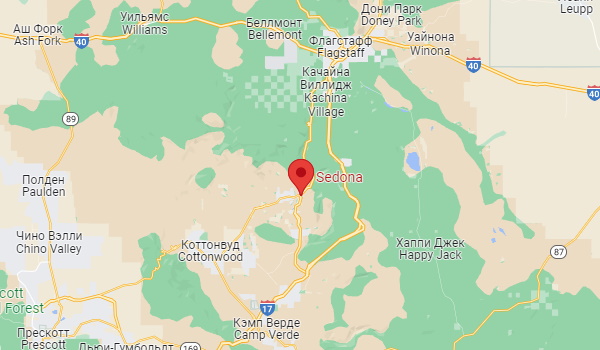 Дони Парк
Doney Park
Leupp
Уильямс
Williams
Беллмонт
Bellemont
Аш Форк
Ash Fork
40
Флагстафф
Flagstaff
Уайнона
Winona
40
40
Качайна
Виллидж
Kachina
Village
89
Sedona
Полден
Paulden
Чино Вэлли
Chino Valley
Коттонвуд
Cottonwood
Хаппи Джек
Happy Jack
87
cott
Forest
17
Кэмп Верде
Camp Verde
Прескотт
Prescott
Дьюи-Гумбольдт
169